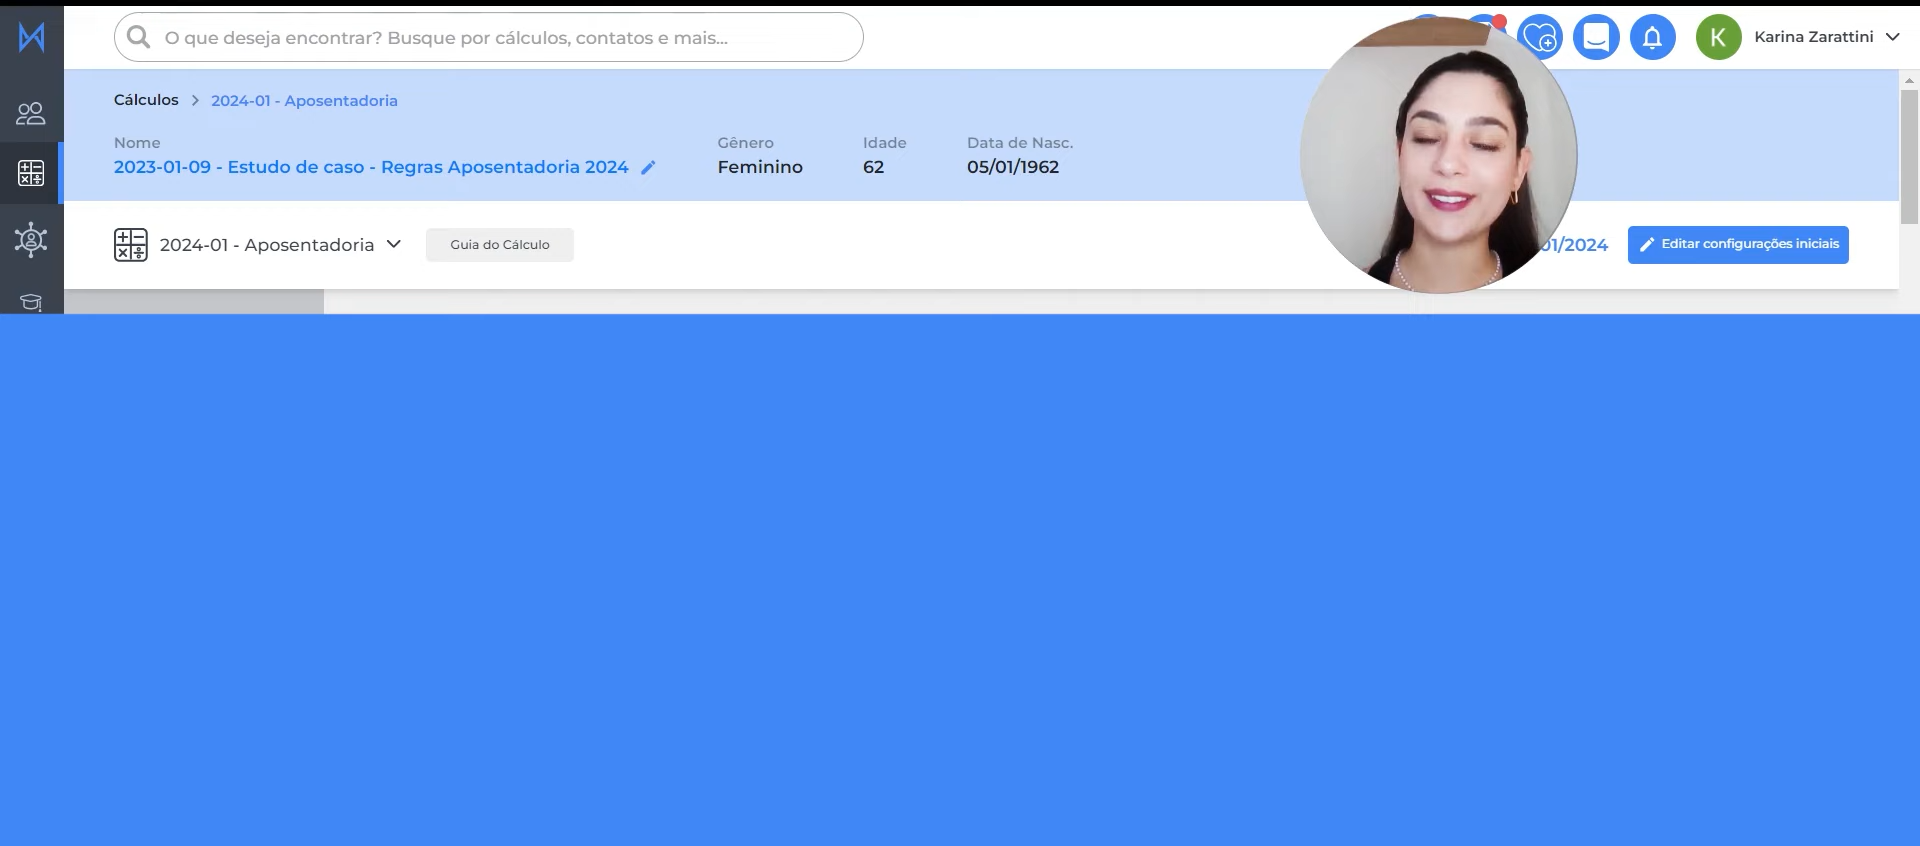 O que deseja encontrar? Busque por cálculos, contatos e mais...
K
Karina Zarattini
Cálculos
2024-01 - Aposentadoria
Nome
Gênero
Idade
Data de Nasc.
2023-01-09 - Estudo de caso - Regras Aposentadoria 2024
Feminino
62
05/01/1962
2024-01 - Aposentadoria
Guia do Cálculo
01/2024
Editar configurações iniciais